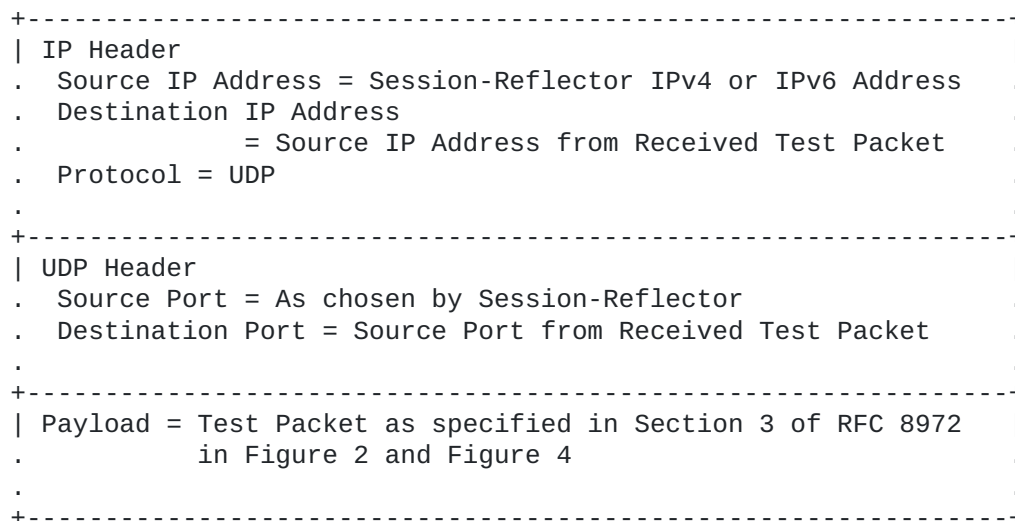 +---------------------------------------------------------------
| IP Header
.  Source IP Address = Session-Reflector IPv4 or IPv6 Address   .
.  Destination IP Address                                       .
.              = Source IP Address from Received Test Packet    .
.  Protocol = UDP                                               .
.                                                               .
+---------------------------------------------------------------
| UDP Header
.  Source Port = As chosen by Session-Reflector                 .
.  Destination Port = Source Port from Received Test Packet     .
.                                                               .
+---------------------------------------------------------------
| Payload = Test Packet as specified in Section 3 of RFC 8972
.           in Figure 2 and Figure 4                            .
.                                                               .
+---------------------------------------------------------------